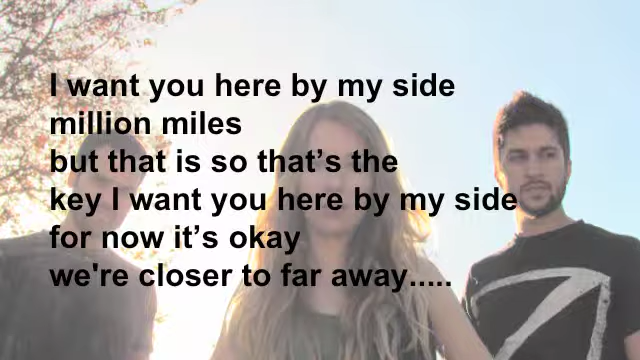 I want you here by my side
million miles
but that is so that’s the
key I want you here by my side
for now it’s okay
we're closer to far away.....